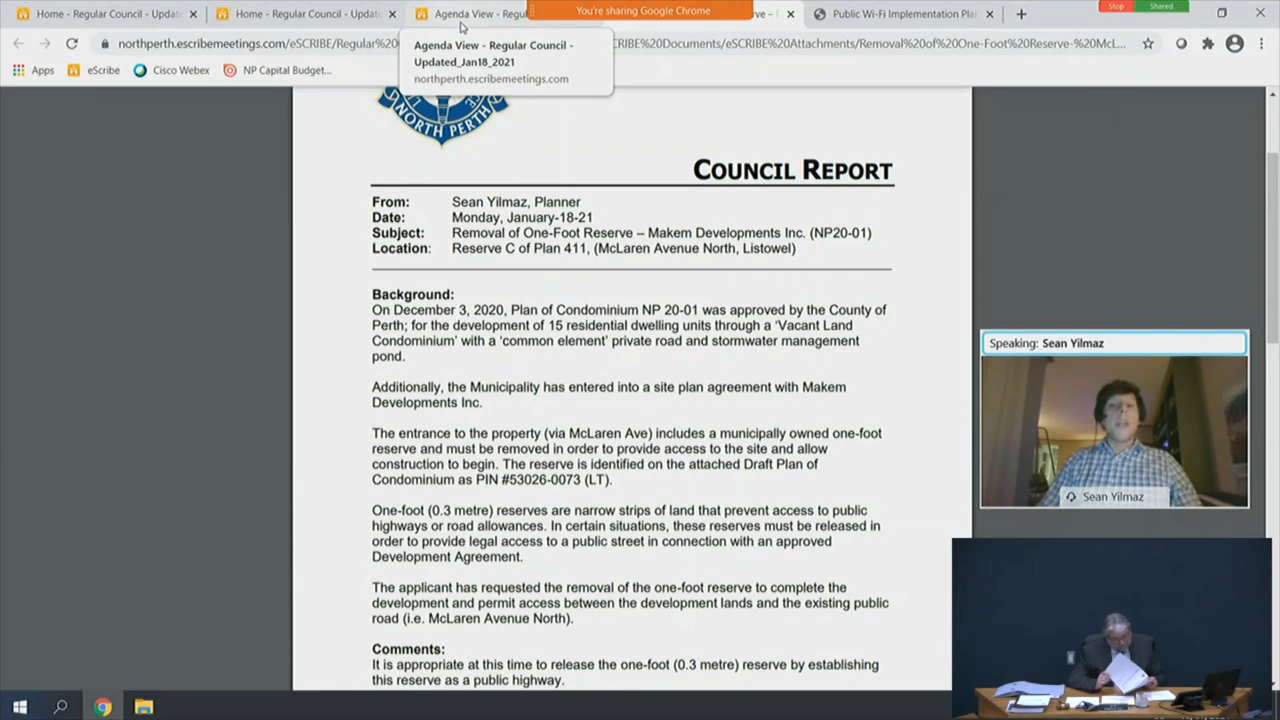 Home - Regular Council - Updat
Home - Regular Council - Updat
Agenda View - Regu
You're sharing Google Chrome
rve –
Public Wi-Fi Implementation Plan
Stop
Shared
northperth.escribemeetings.com/eSCRIBE/Regular%20
CRIBE%20Documents/eSCRIBE%20Attachments/Removal%20of%20One-Foot%20Reserve-%20McL...
Agenda View - Regular Council -
Updated_Jan18_2021
northperth.escribemeetings.com
Apps
eScribe
Cisco Webex
NP Capital Budget...
NORTH PERTH
COUNCIL REPORT
From: Sean Yilmaz, Planner
Date: Monday, January-18-21
Subject: Removal of One-Foot Reserve – Makem Developments Inc. (NP20-01)
Location: Reserve C of Plan 411, (McLaren Avenue North, Listowel)
Background:
On December 3, 2020, Plan of Condominium NP 20-01 was approved by the County of
Perth; for the development of 15 residential dwelling units through a ‘Vacant Land
Condominium’ with a ‘common element’ private road and stormwater management
pond.
Additionally, the Municipality has entered into a site plan agreement with Makem
Developments Inc.
The entrance to the property (via McLaren Ave) includes a municipally owned one-foot
reserve and must be removed in order to provide access to the site and allow
construction to begin. The reserve is identified on the attached Draft Plan of
Condominium as PIN #53026-0073 (LT).
One-foot (0.3 metre) reserves are narrow strips of land that prevent access to public
highways or road allowances. In certain situations, these reserves must be released in
order to provide legal access to a public street in connection with an approved
Development Agreement.
The applicant has requested the removal of the one-foot reserve to complete the
development and permit access between the development lands and the existing public
road (i.e. McLaren Avenue North).
Comments:
It is appropriate at this time to release the one-foot (0.3 metre) reserve by establishing
this reserve as a public highway.
Speaking: Sean Yilmaz
Sean Yilmaz